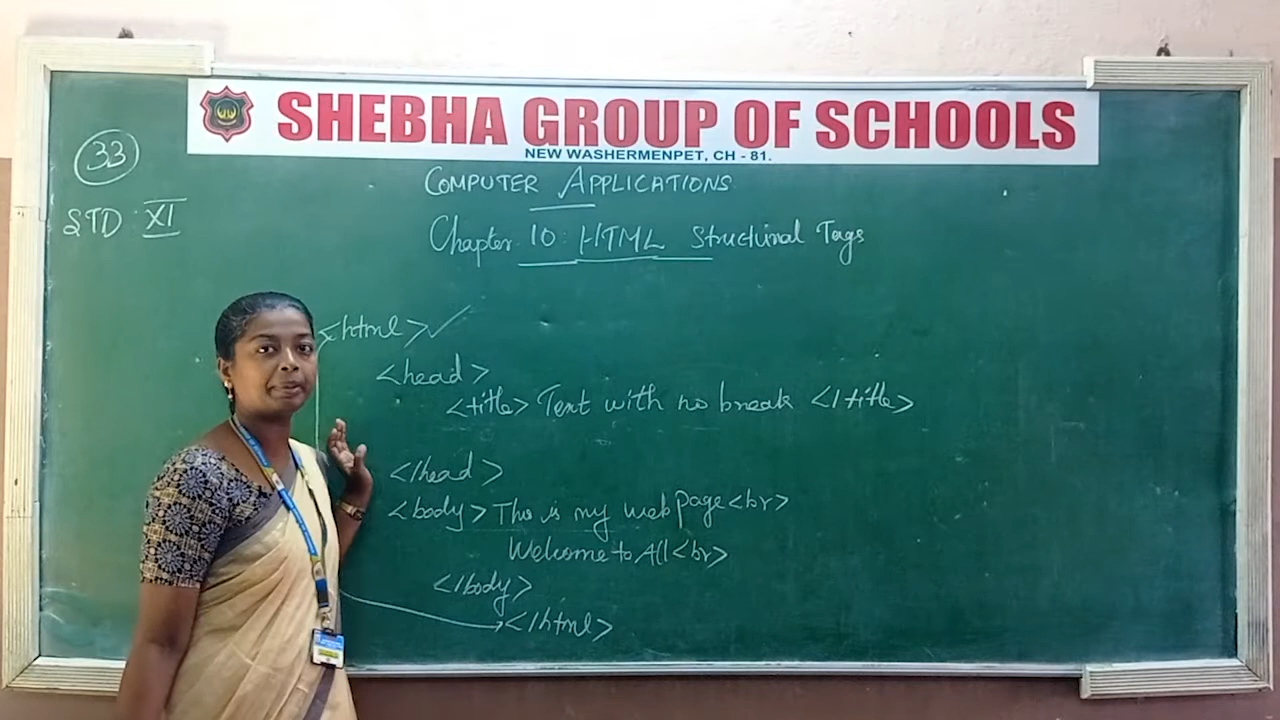 SHEBHA GROUP OF SCHOOLS
NEW WASHERMENPET, CH - 81.
33
STD : XI
COMPUTER APPLICATIONS
Chapter 10 : HTML Structural Tags
<html>
<head>
<title> Text with no break </title>
</head>
<body> This is my web page<br>
Welcome to All<br>
</body>
</html>